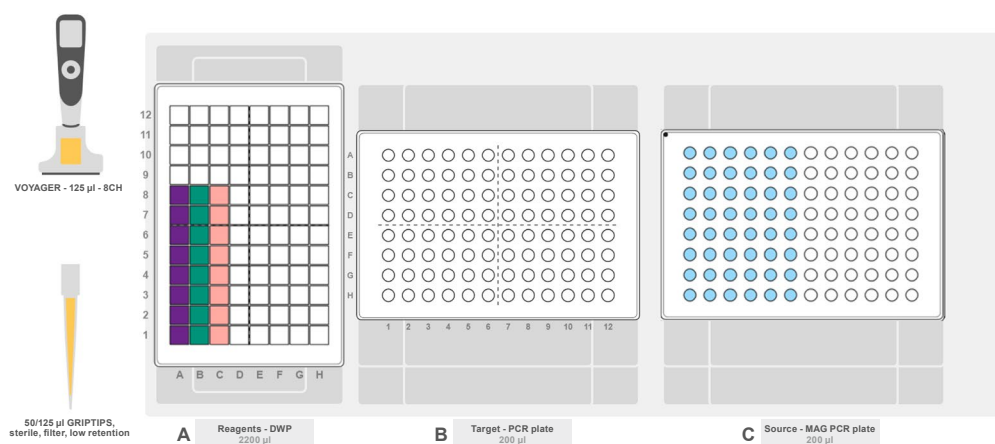 VOYAGER - 125 µl - 8CH
50/125 µl GRIPTIPS,
sterile, filter, low retention
12
11
10
9
8
7
6
5
4
3
2
1
A B C D E F G H
A
B
C
D
E
F
G
H
1 2 3 4 5 6 7 8 9 10 11 12
A Reagents - DWP
2200 µl
B Target - PCR plate
200 µl
C Source - MAG PCR plate
200 µl